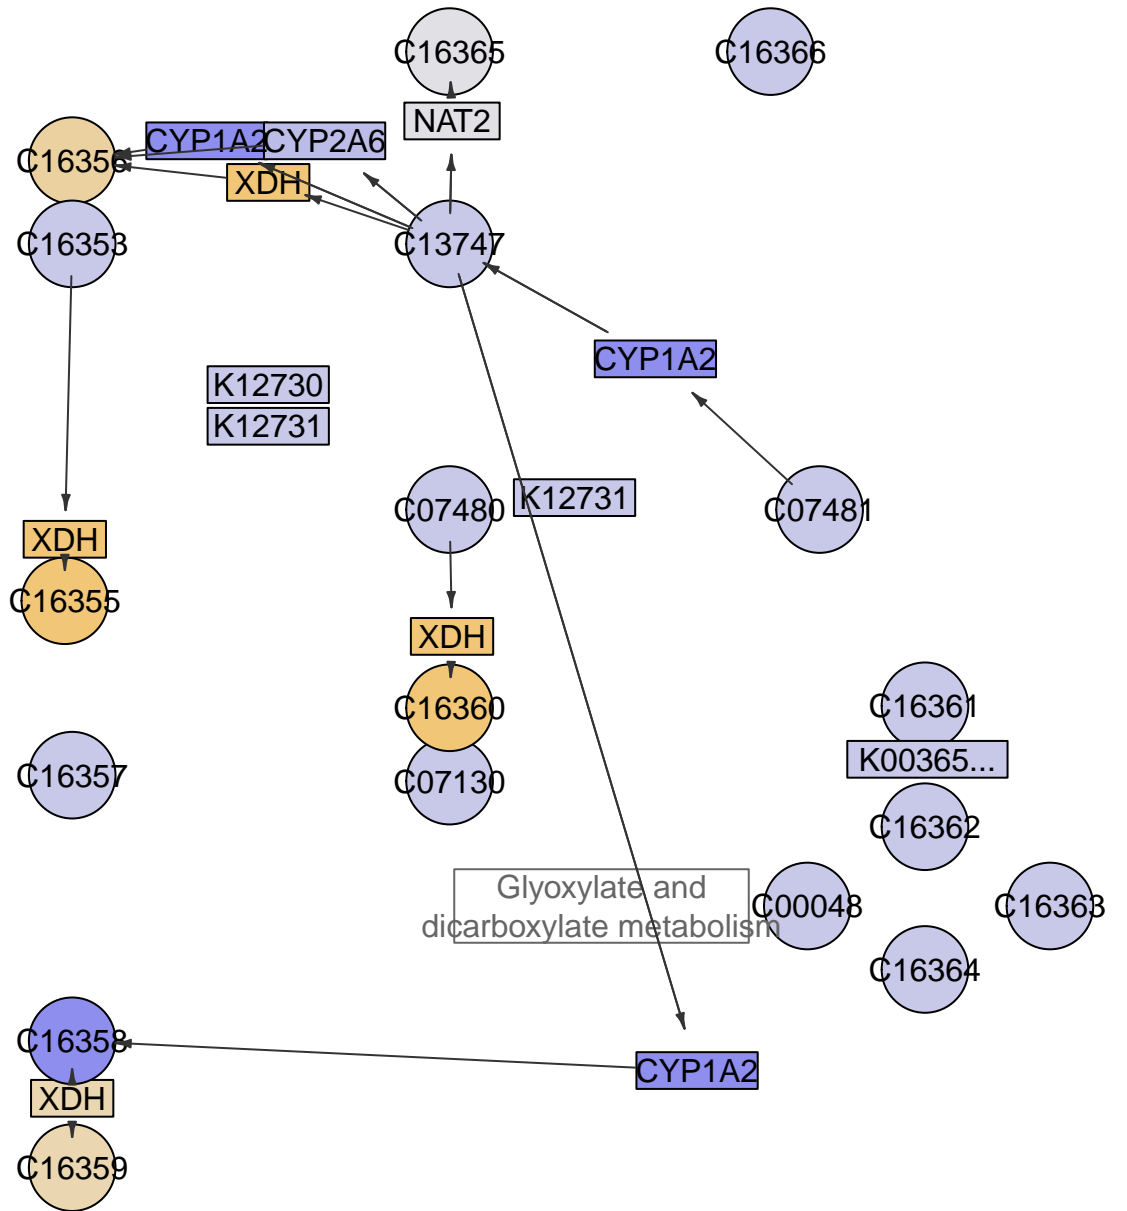 C16365
C16366
NAT2
CYP1A2
CYP2A6
C16356
XDH
C16353
C13747
CYP1A2
K12730
K12731
K12731
C07480
C07481
XDH
C16355
XDH
C16360
C16361
K00365...
C16357
C07130
C16362
Glyoxylate and
dicarboxylate metabolism
C00048
C16363
C16364
C16358
CYP1A2
XDH
C16359